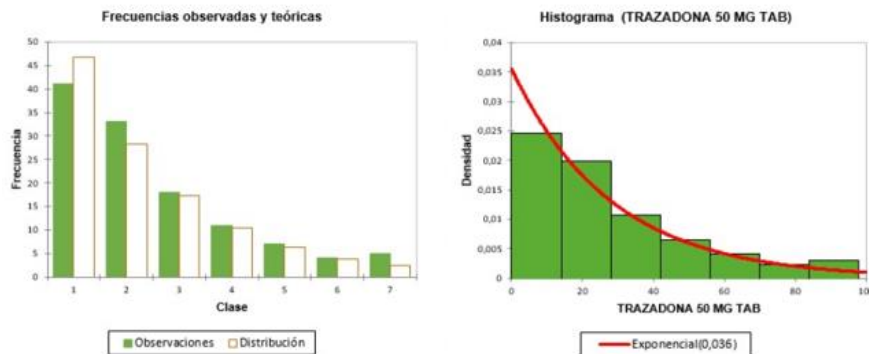 Frecuencias observadas y teóricas
50
45
40
35
30
25
20
15
10
5
0
Frecuencia
1 2 3 4 5 6 7
Clase
Observaciones Distribución
Histograma (TRAZADONA 50 MG TAB)
0,04
0,035
0,03
0,025
0,02
0,015
0,01
0,005
0
Densidad
0 20 40 60 80 100
TRAZADONA 50 MG TAB
Exponencial(0,036)